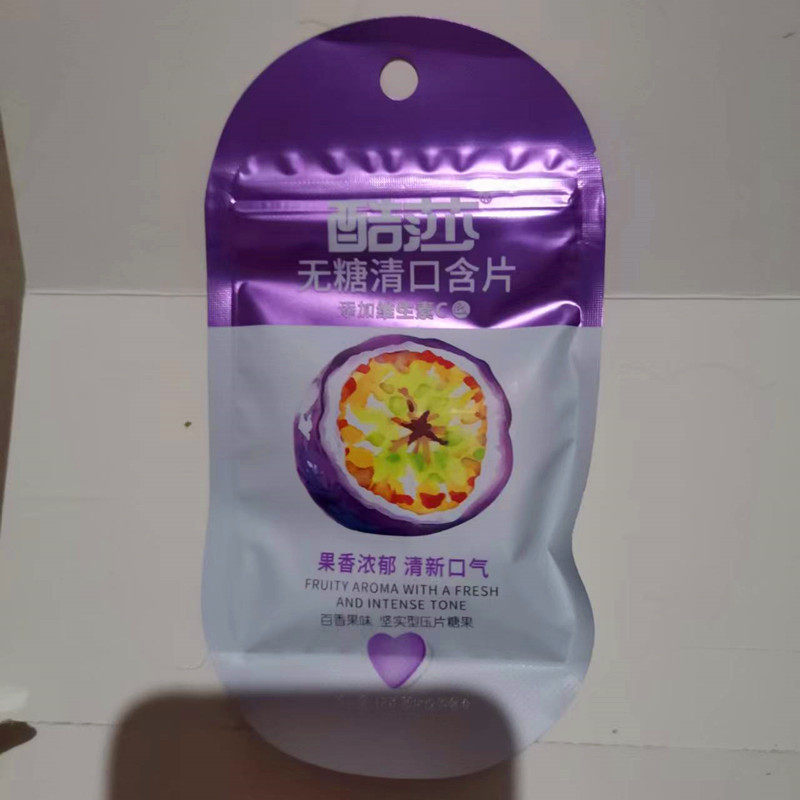 酷莎®
无糖清口含片
添加维生素C
果香浓郁 清新口气
FRUITY AROMA WITH A FRESH
AND INTENSE TONE
百香果味 坚实型压片糖果